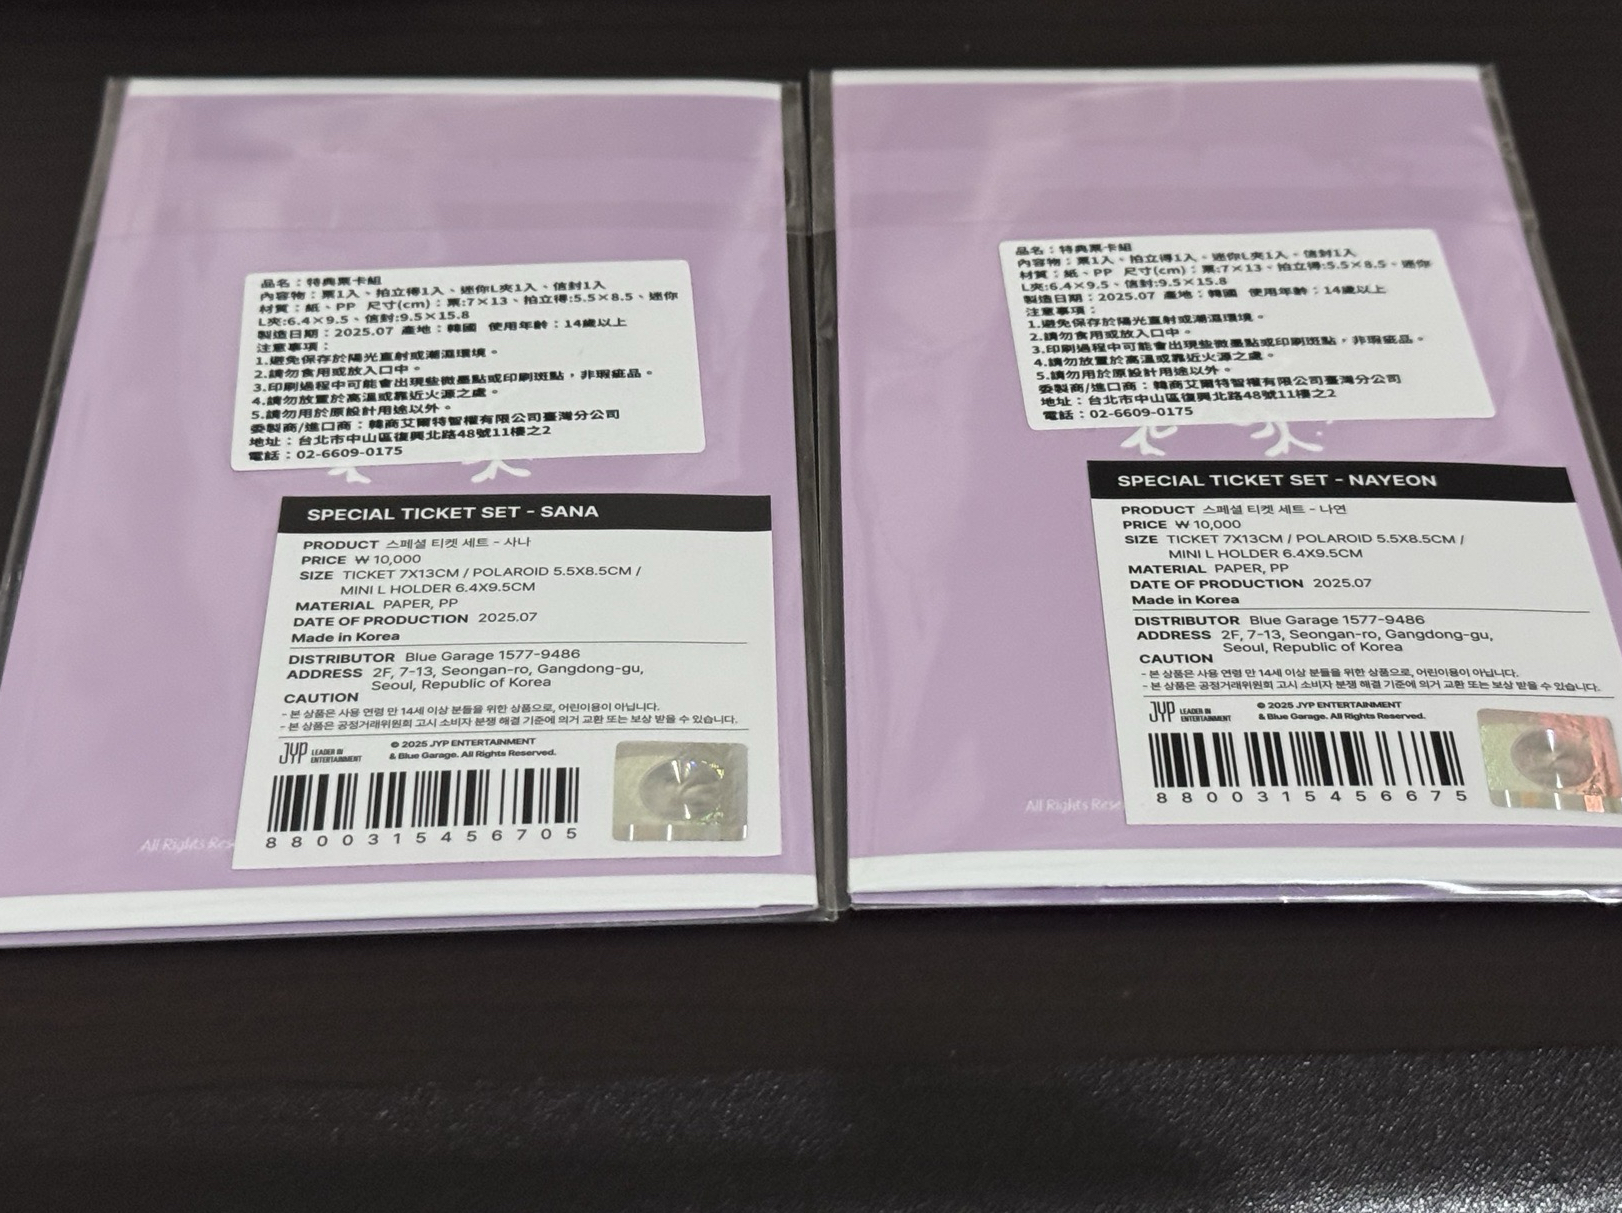 品名：特典票卡組
內容物：票1入、拍立得1入、迷你L夾1入、信封1入
材質：紙、PP 尺寸(cm)：票:7×13、拍立得:5.5×8.5、迷你
L夾:6.4×9.5、信封:9.5×15.8
製造日期：2025.07 產地：韓國 使用年齡：14歲以上
注意事項：
1.避免保存於陽光直射或潮濕環境。
2.請勿食用或放入口中。
3.印刷過程中可能會出現些微墨點或印刷斑點，非瑕疵品。
4.請勿放置於高溫或靠近火源之處。
5.請勿用於原設計用途以外。
委製商/進口商：韓商艾爾特智權有限公司臺灣分公司
地址：台北市中山區復興北路48號11樓之2
電話：02-6609-0175
SPECIAL TICKET SET - SANA
PRODUCT 스페셜 티켓 세트 - 사나
PRICE ₩ 10,000
SIZE TICKET 7X13CM / POLAROID 5.5X8.5CM /
MINI L HOLDER 6.4X9.5CM
MATERIAL PAPER, PP
DATE OF PRODUCTION 2025.07
Made in Korea
DISTRIBUTOR Blue Garage 1577-9486
ADDRESS 2F, 7-13, Seongan-ro, Gangdong-gu,
Seoul, Republic of Korea
CAUTION
- 본 상품은 사용 연령 만 14세 이상 분들을 위한 상품으로, 어린이용이 아닙니다.
- 본 상품은 공정거래위원회 고시 소비자 분쟁 해결 기준에 의거 교환 또는 보상 받을 수 있습니다.
JYP LEADER IN
ENTERTAINMENT
© 2025 JYP ENTERTAINMENT
& Blue Garage. All Rights Reserved.
8800315456705
All Rights
品名：特典票卡組
內容物：票1入、拍立得1入、迷你L夾1入、信封1入
材質：紙、PP 尺寸(cm)：票:7×13、拍立得:5.5×8.5、迷你
L夾:6.4×9.5、信封:9.5×15.8
製造日期：2025.07 產地：韓國 使用年齡：14歲以上
注意事項：
1.避免保存於陽光直射或潮濕環境。
2.請勿食用或放入口中。
3.印刷過程中可能會出現些微墨點或印刷斑點，非瑕疵品。
4.請勿放置於高溫或靠近火源之處。
5.請勿用於原設計用途以外。
委製商/進口商：韓商艾爾特智權有限公司臺灣分公司
地址：台北市中山區復興北路48號11樓之2
電話：02-6609-0175
SPECIAL TICKET SET - NAYEON
PRODUCT 스페셜 티켓 세트 - 나연
PRICE ₩ 10,000
SIZE TICKET 7X13CM / POLAROID 5.5X8.5CM /
MINI L HOLDER 6.4X9.5CM
MATERIAL PAPER, PP
DATE OF PRODUCTION 2025.07
Made in Korea
DISTRIBUTOR Blue Garage 1577-9486
ADDRESS 2F, 7-13, Seongan-ro, Gangdong-gu,
Seoul, Republic of Korea
CAUTION
- 본 상품은 사용 연령 만 14세 이상 분들을 위한 상품으로, 어린이용이 아닙니다.
- 본 상품은 공정거래위원회 고시 소비자 분쟁 해결 기준에 의거 교환 또는 보상 받을 수 있습니다.
JYP LEADER IN
ENTERTAINMENT
© 2025 JYP ENTERTAINMENT
& Blue Garage. All Rights Reserved.
8800315456675
All Rights